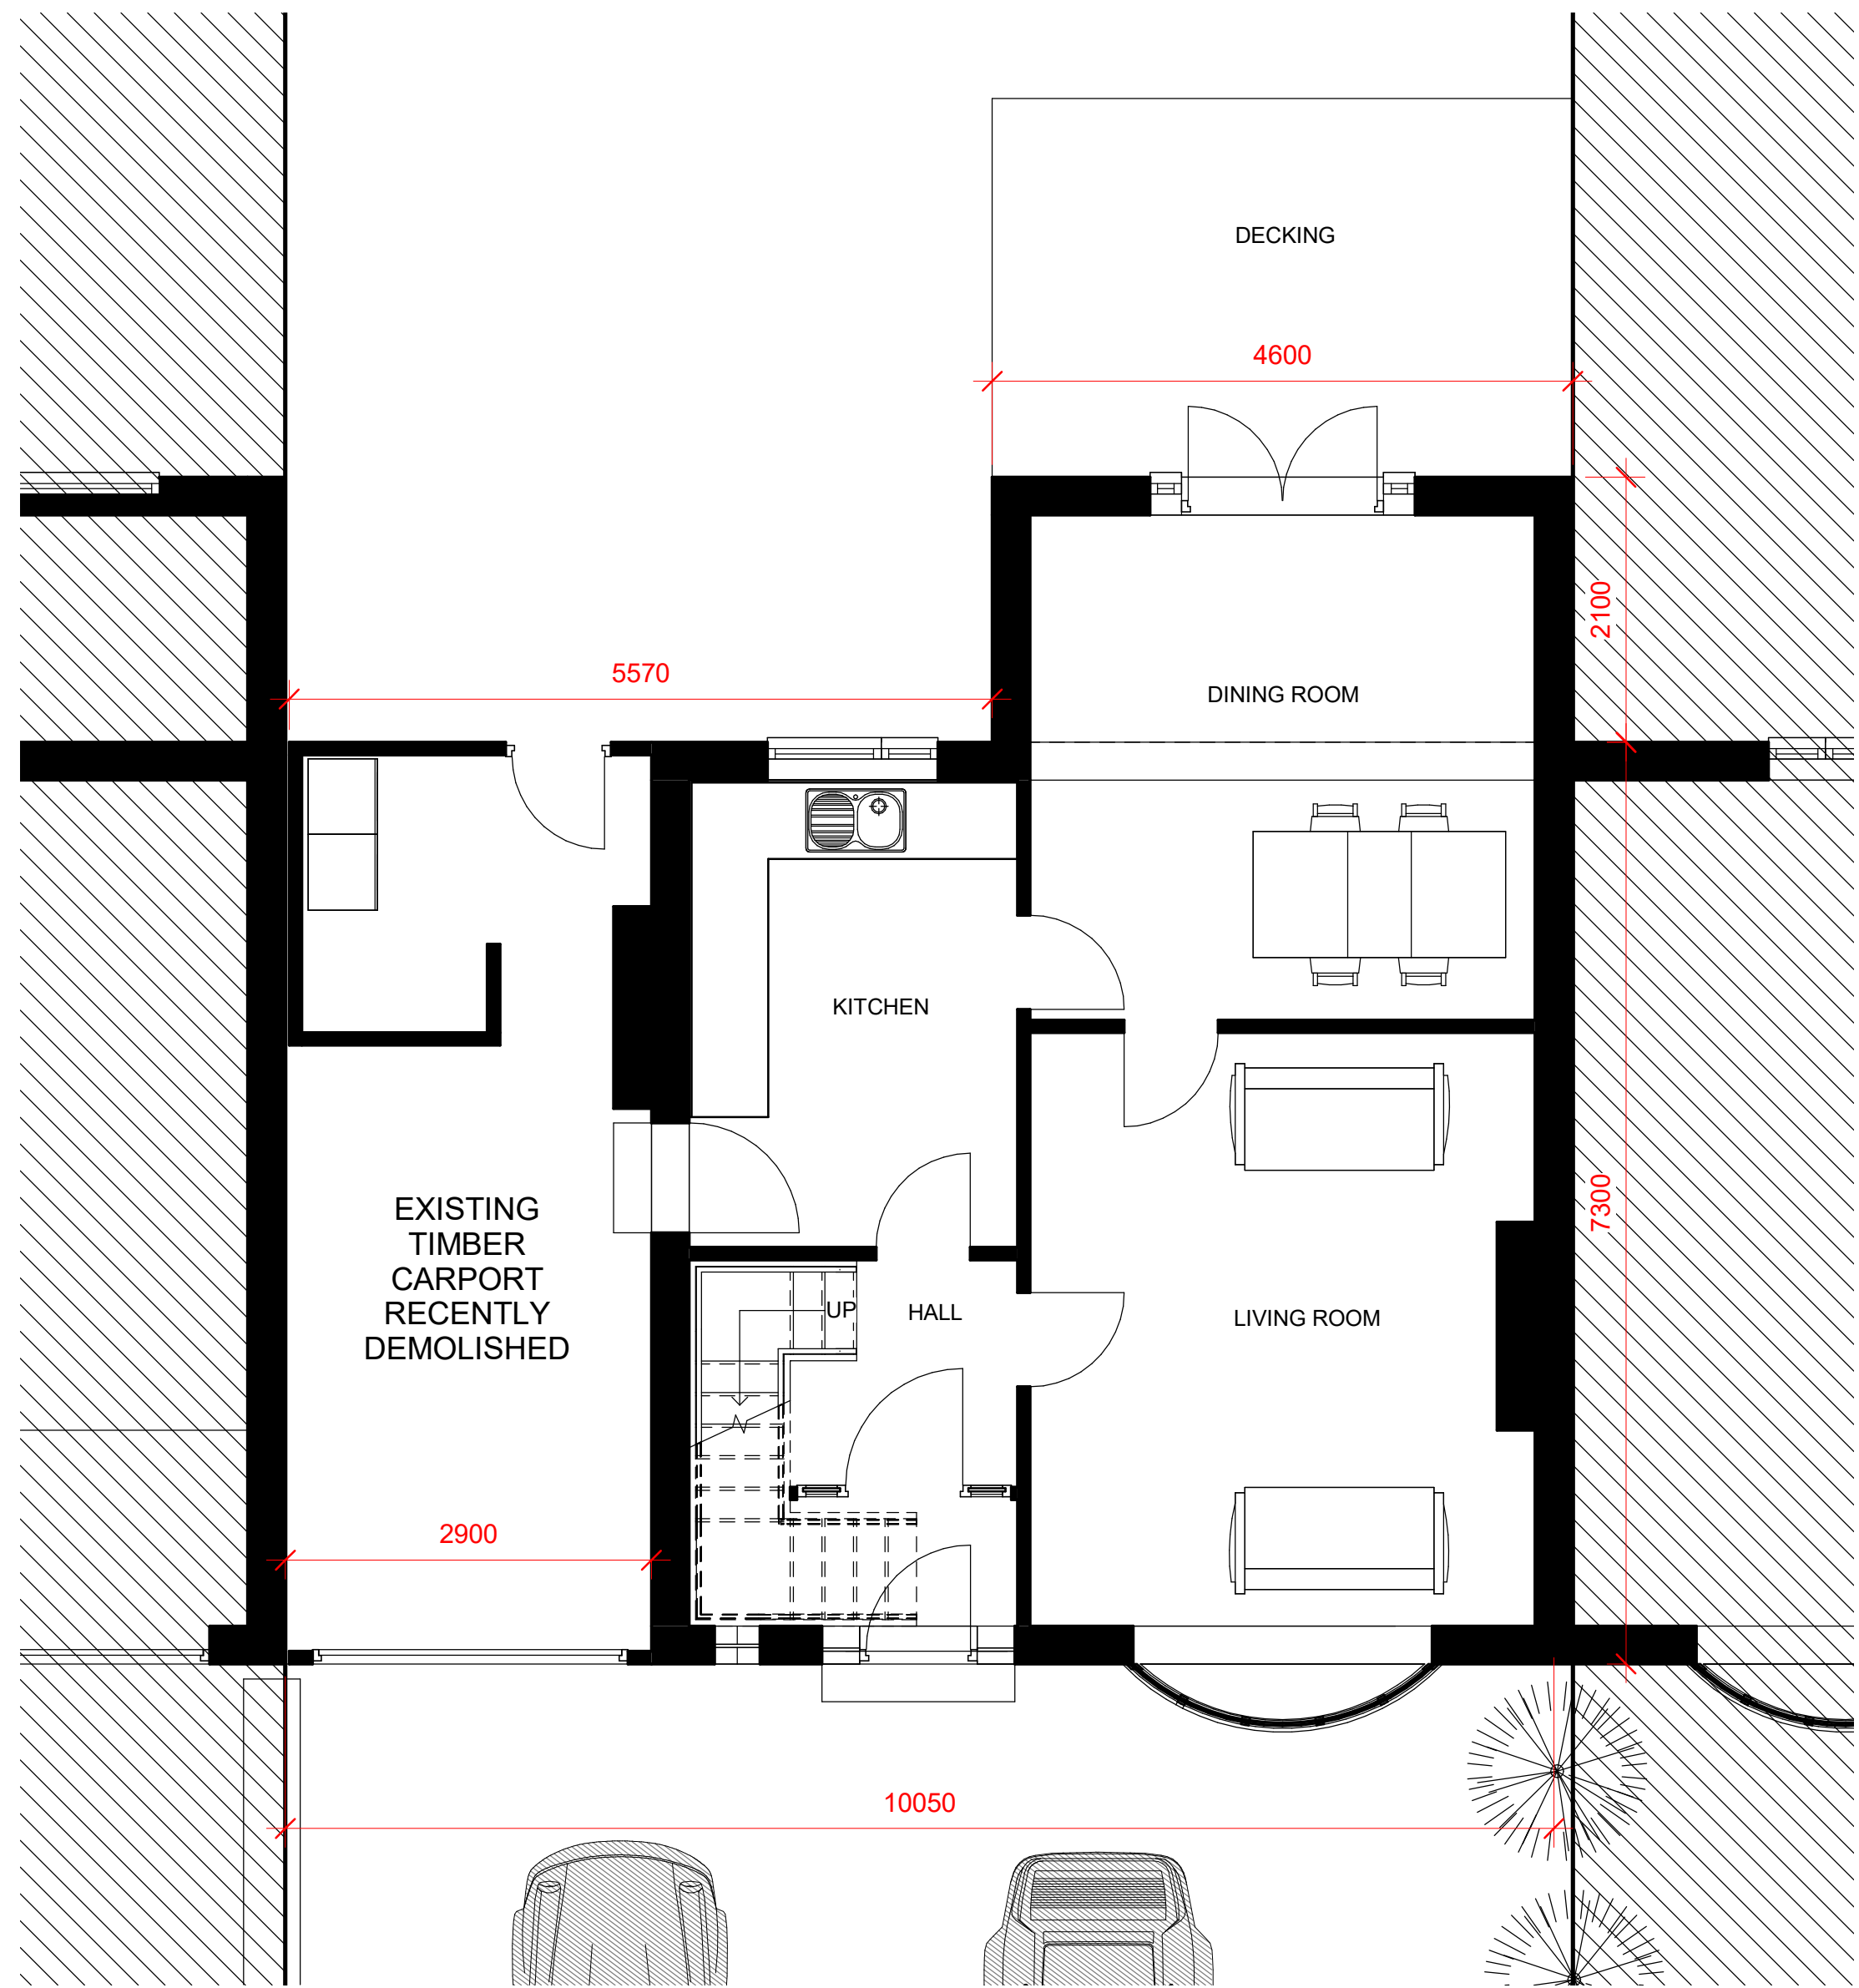 DECKING
4600
2100
5570
DINING ROOM
KITCHEN
EXISTING
TIMBER
CARPORT
RECENTLY
DEMOLISHED
7300
UP
HALL
LIVING ROOM
2900
10050